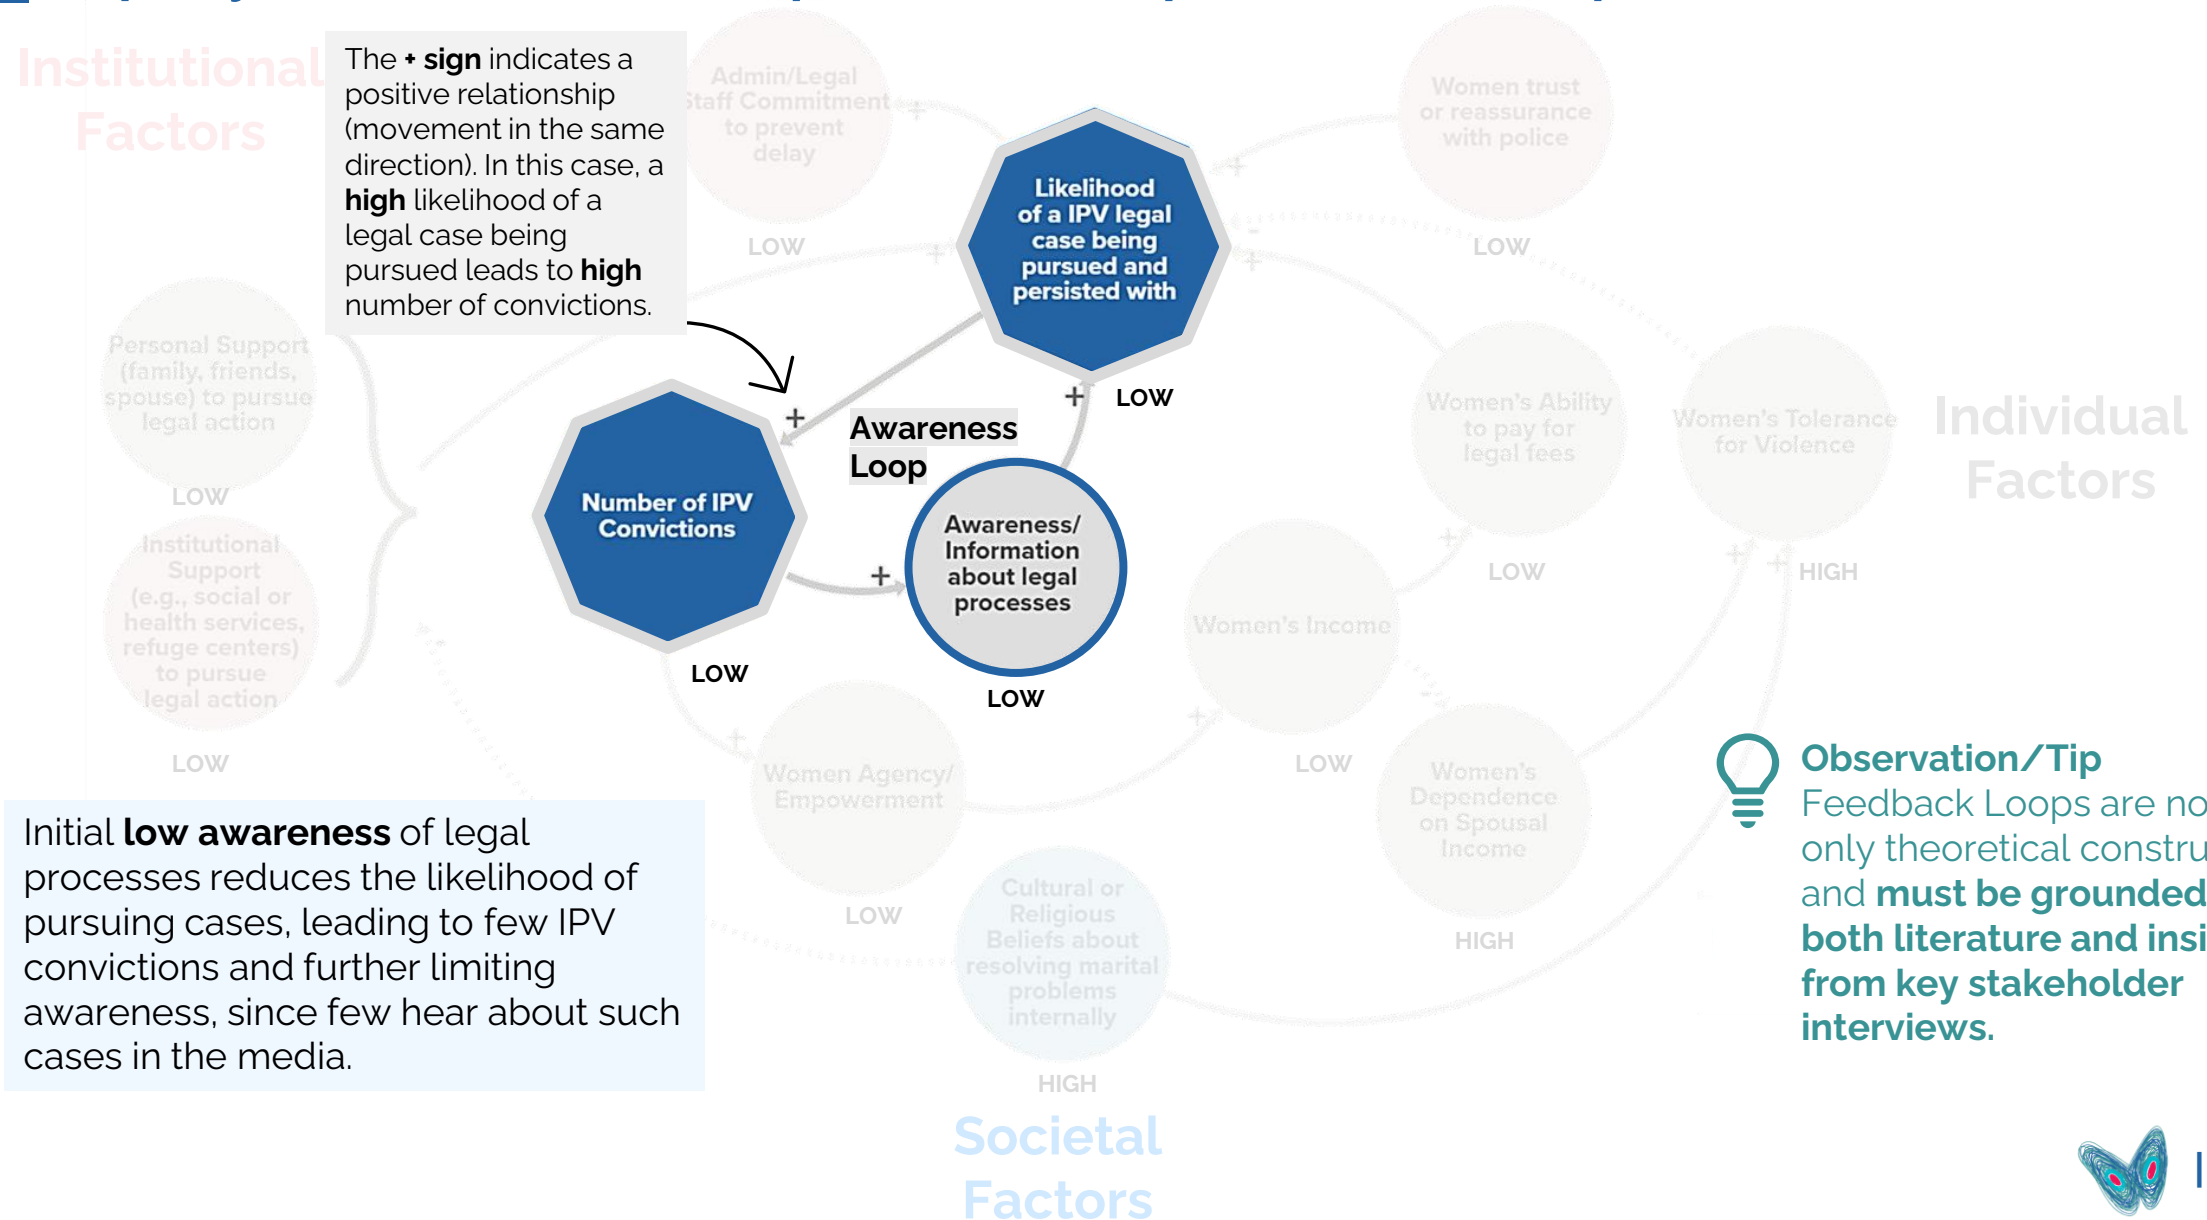 Institutional
Factors
The + sign indicates a
positive relationship
(movement in the same
direction). In this case, a
high likelihood of a
legal case being
pursued leads to high
number of convictions.
Admin/Legal
Staff Commitment
to prevent
delay
+
LOW
Women trust
or reassurance
with police
+
LOW
Likelihood
of a IPV legal
case being
pursued and
persisted with
+
-
+
+
LOW
Personal Support
(family, friends,
spouse) to pursue
legal action
LOW
Institutional
Support
(e.g., social or
health services,
refuge centers)
to pursue
legal action
LOW
+
Awareness
Loop
Number of IPV
Convictions
LOW
+
Awareness/
Information
about legal
processes
LOW
Women's Ability
to pay for
legal fees
+
LOW
Women's Tolerance
for Violence
+
+
HIGH
Individual
Factors
Women's Income
LOW
-
+
+
Women Agency/
Empowerment
LOW
Women's
Dependence
on Spousal
Income
HIGH
Cultural or
Religious
Beliefs about
resolving marital
problems
internally
HIGH
Societal
Factors
Initial low awareness of legal
processes reduces the likelihood of
pursuing cases, leading to few IPV
convictions and further limiting
awareness, since few hear about such
cases in the media.
Observation/Tip
Feedback Loops are no
only theoretical constru
and must be grounded
both literature and insi
from key stakeholder
interviews.